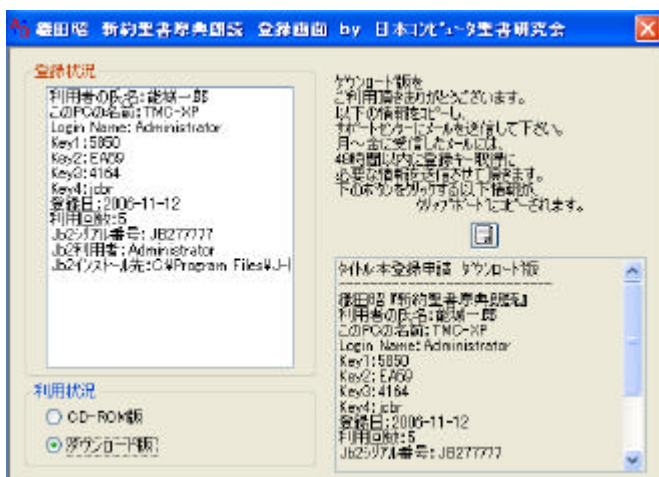 織田昭 新約聖書原典朗読 登録画面 by 日本コンピュータ聖書研究会
登録状況
利用者の氏名:能城一郎
このPCの名前:TMC-XP
Login Name: Administrator
Key1:5850
Key2:EA69
Key3:4164
Key4:jcbr
登録日:2006-11-12
利用回数:5
Jb2シリアル番号:JB277777
Jb2利用者:Administrator
Jb2インストール先:C:¥Program Files¥J-
利用状況
CD-ROM版
ダウンロード版
ダウンロード版を
ご利用頂きありがとうございます。
以下の情報をコピーし、
サポートセンターにメールを送信して下さい。
月~金に受信したメールには、
48時間以内に登録キー取得に
必要な情報を送信させて頂きます。
下のボタンをクリックすると以下情報が、
クリップボードにコピーされます。
タイトル:本登録申請 ダウンロード版
--------------------
織田昭『新約聖書原典朗読』
利用者の氏名:能城一郎
このPCの名前:TMC-XP
Login Name: Administrator
Key1:5850
Key2:EA69
Key3:4164
Key4:jcbr
登録日:2006-11-12
利用回数:5
Jb2シリアル番号:JB277777